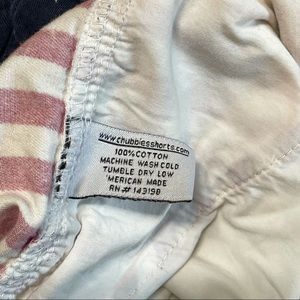 www.chubbiesshorts.com
100% COTTON
MACHINE WASH COLD
TUMBLE DRY LOW
'MERICAN MADE
RN# 143198